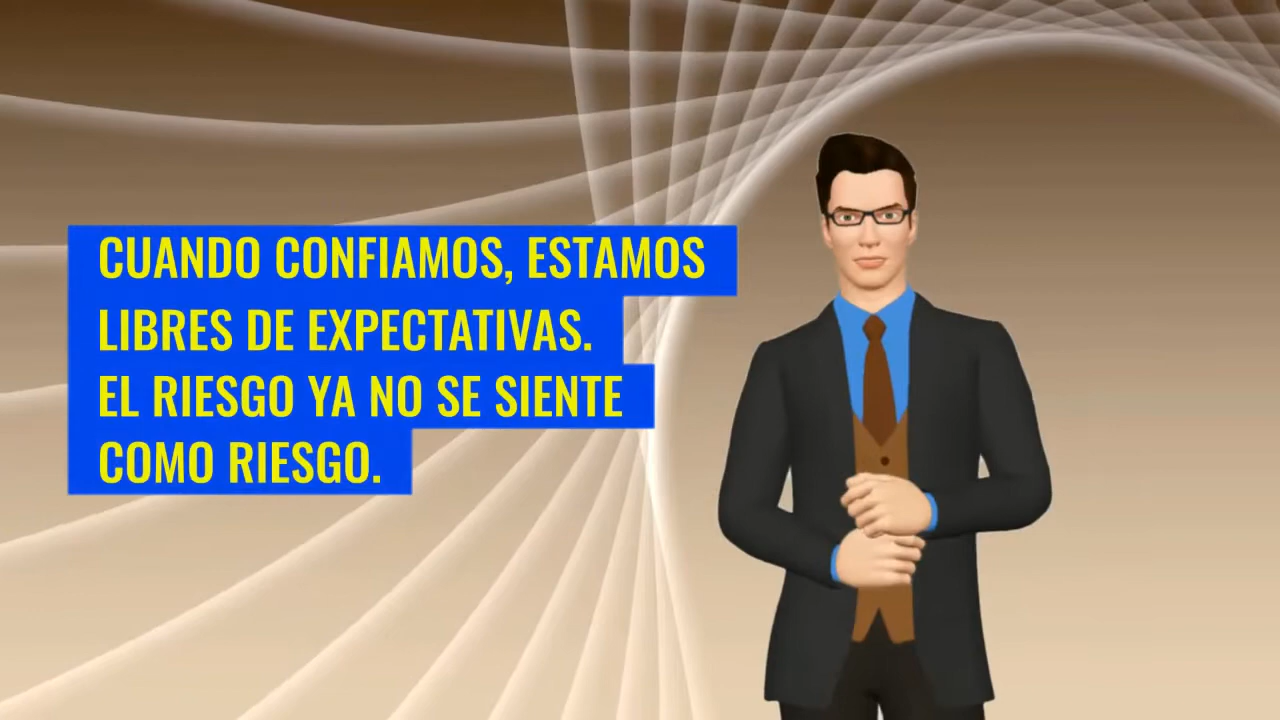 CUANDO CONFIAMOS, ESTAMOS
LIBRES DE EXPECTATIVAS.
EL RIESGO YA NO SE SIENTE
COMO RIESGO.